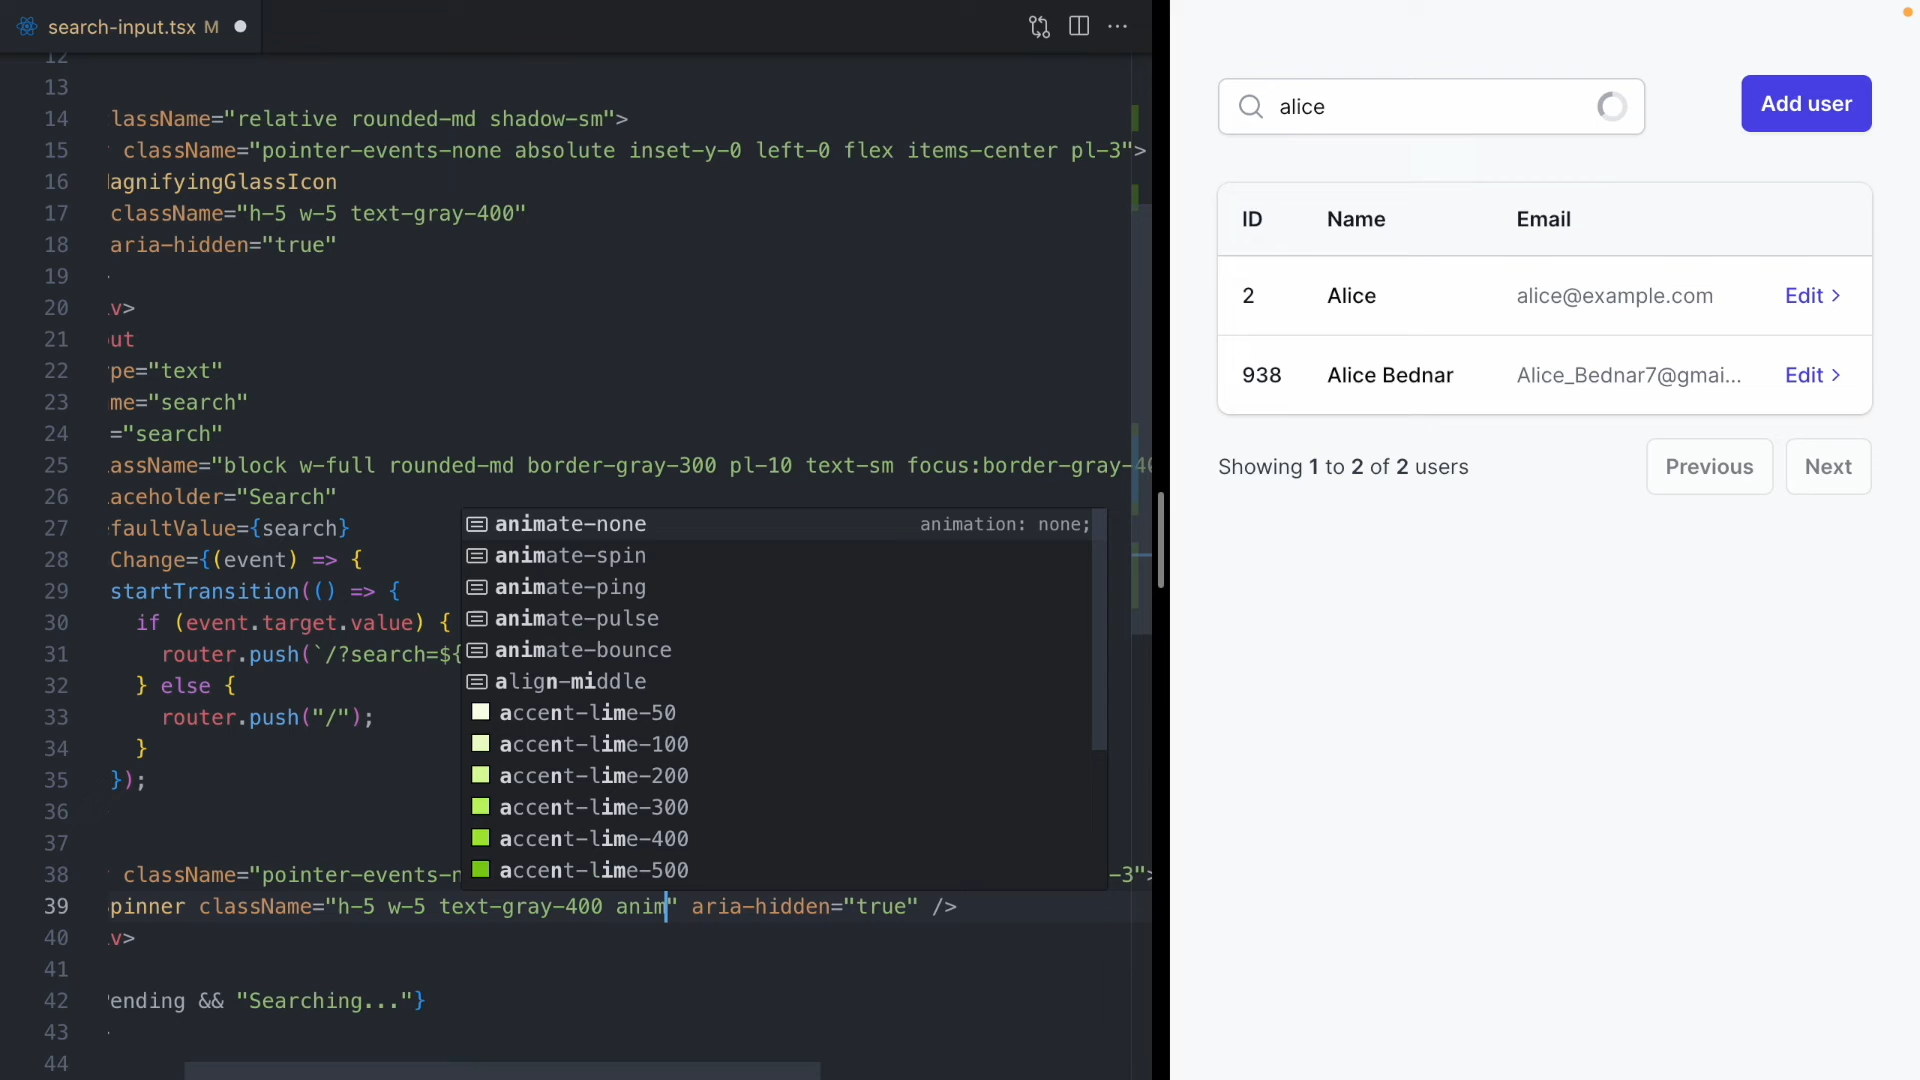 search-input.tsx M
12
13
14 lassName="relative rounded-md shadow-sm">
15 className="pointer-events-none absolute inset-y-0 left-0 flex items-center pl-3">
16 agnifyingGlassIcon
17 className="h-5 w-5 text-gray-400"
18 aria-hidden="true"
19
20 v>
21 ut
22 pe="text"
23 me="search"
24 ="search"
25 assName="block w-full rounded-md border-gray-300 pl-10 text-sm focus:border-gray-40
26 aceholder="Search"
27 faultValue={search}
28 Change={(event) => {
29 startTransition(() => {
30 if (event.target.value) {
31 router.push(`/?search=${
32 } else {
33 router.push("/");
34 }
35 });
36
37
38 className="pointer-events-n -3">
39 pinner className="h-5 w-5 text-gray-400 anim" aria-hidden="true" />
40 v>
41
42 ending && "Searching..."}
43
44
animate-none animation: none;
animate-spin
animate-ping
animate-pulse
animate-bounce
align-middle
accent-lime-50
accent-lime-100
accent-lime-200
accent-lime-300
accent-lime-400
accent-lime-500
alice
Add user
ID Name Email
2 Alice alice@example.com Edit >
938 Alice Bednar Alice_Bednar7@gmai... Edit >
Showing 1 to 2 of 2 users
Previous Next